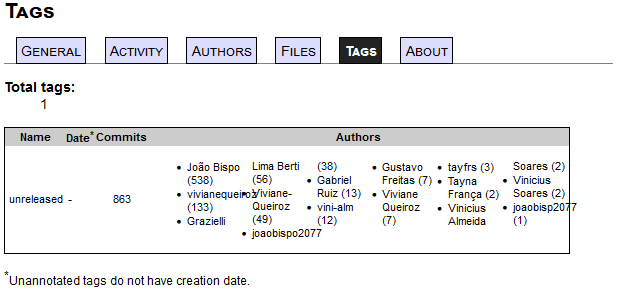 Tags
General Activity Authors Files Tags About
Total tags:
1
Name Date* Commits Authors
unreleased - 863
• João Bispo
(538)
• vivianequeiroz
(133)
• Grazielli
Lima Berti
(56)
• Viviane-
Queiroz
(49)
• joaobispo2077
(38)
• Gabriel
Ruiz (13)
• vini-alm
(12)
• Gustavo
Freitas (7)
• Viviane
Queiroz
(7)
• tayfrs (3)
• Tayna
França (2)
• Vinicius
Almeida
Soares (2)
• Vinicius
Soares (2)
• joaobisp2077
(1)
*Unannotated tags do not have creation date.